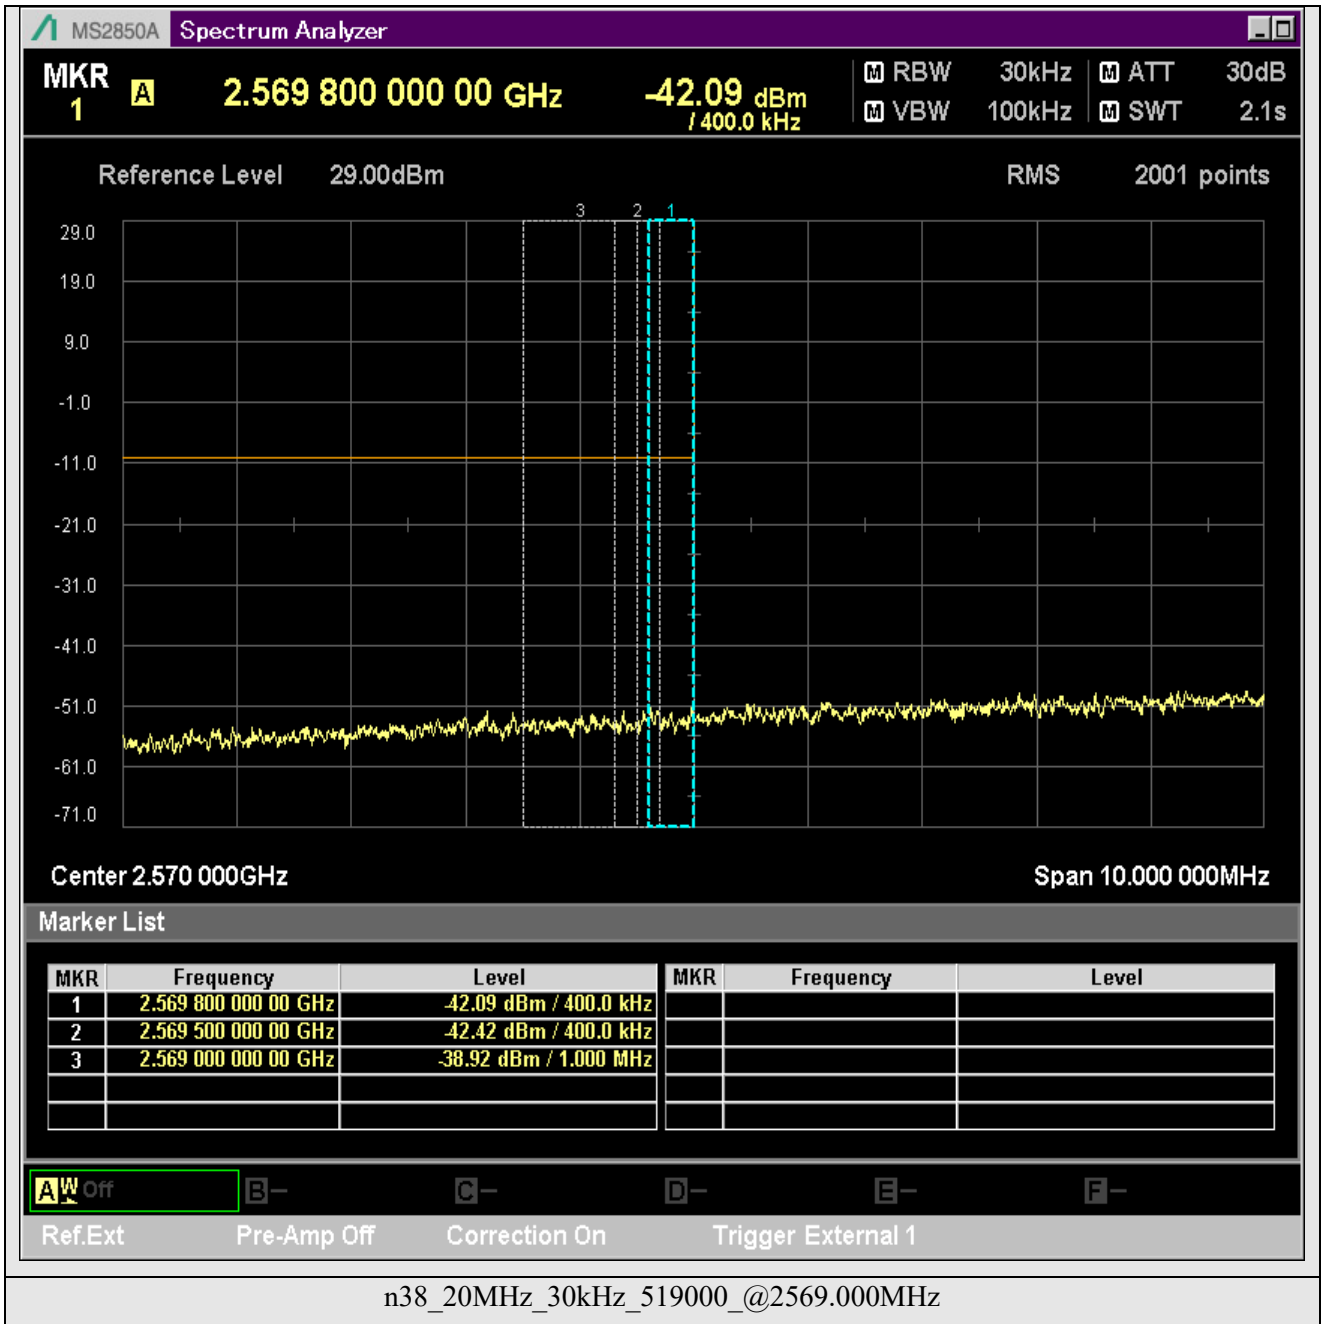 MS2850A Spectrum Analyzer
MKR 1 A 2.569 800 000 00 GHz -42.09 dBm / 400.0 kHz
M RBW 30kHz M ATT 30dB
M VBW 100kHz M SWT 2.1s
Reference Level 29.00dBm RMS 2001 points
3 2 1
29.0
19.0
9.0
-1.0
-11.0
-21.0
-31.0
-41.0
-51.0
-61.0
-71.0
Center 2.570 000GHz Span 10.000 000MHz
Marker List
MKR Frequency Level MKR Frequency Level
1 2.569 800 000 00 GHz -42.09 dBm / 400.0 kHz
2 2.569 500 000 00 GHz -42.42 dBm / 400.0 kHz
3 2.569 000 000 00 GHz -38.92 dBm / 1.000 MHz
A W Off B - C - D - E - F -
Ref.Ext Pre-Amp Off Correction On Trigger External 1
n38_20MHz_30kHz_519000_@2569.000MHz